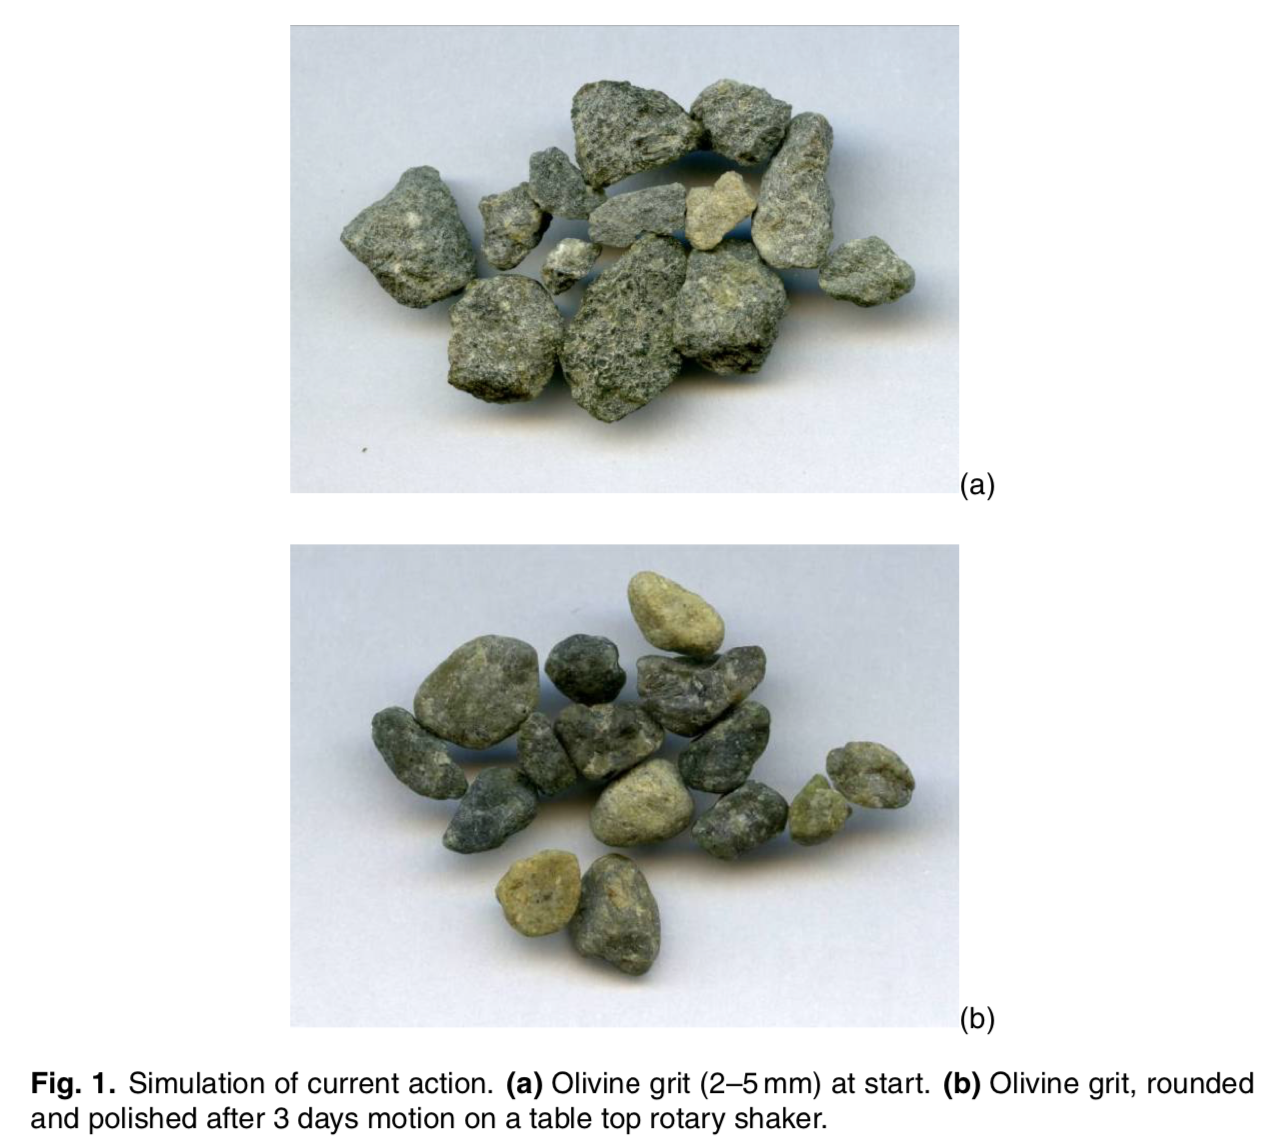 (a)
(b)
Fig. 1. Simulation of current action. (a) Olivine grit (2–5 mm) at start. (b) Olivine grit, rounded
and polished after 3 days motion on a table top rotary shaker.